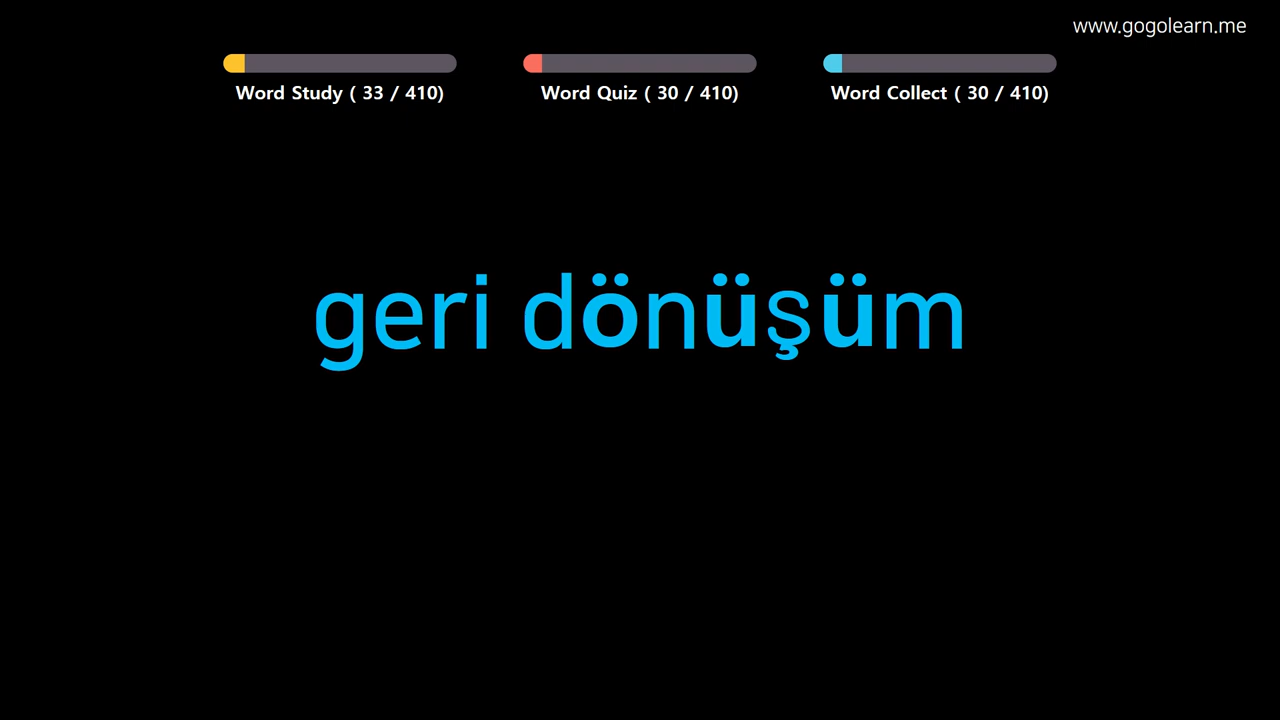 www.gogolearn.me
Word Study ( 33 / 410)
Word Quiz ( 30 / 410)
Word Collect ( 30 / 410)
geri dönüşüm